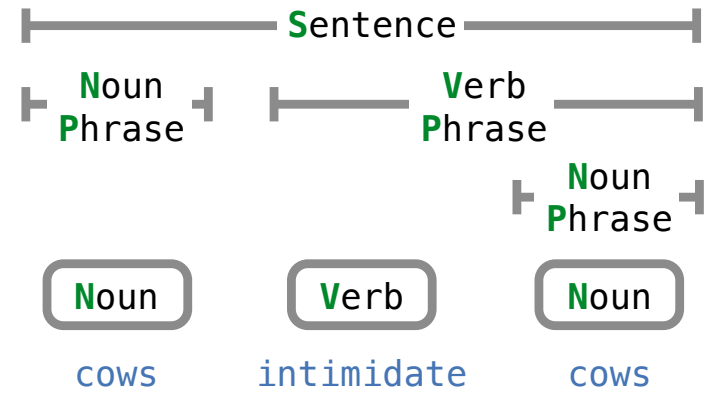 Sentence
Noun Verb
Phrase Phrase
Noun
Phrase
Noun Verb Noun
cows intimidate cows